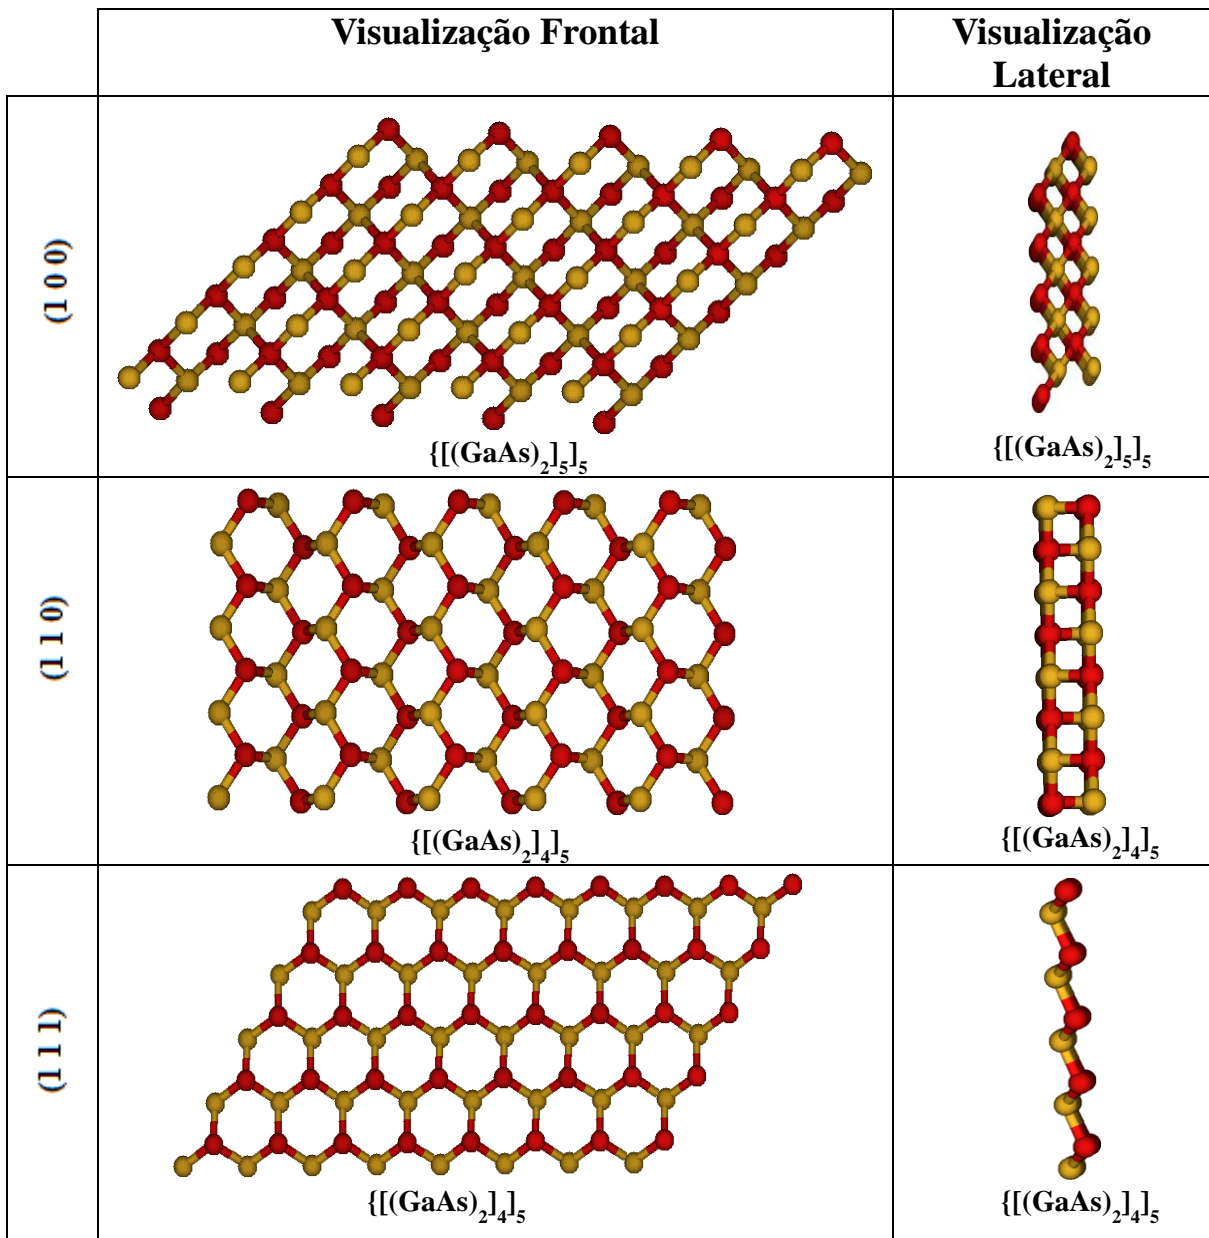 Visualização Frontal
Visualização
Lateral
(1 0 0)
{[(GaAs)₂]₅]₅
{[(GaAs)₂]₅]₅
(1 1 0)
{[(GaAs)₂]₄]₅
{[(GaAs)₂]₄]₅
(1 1 1)
{[(GaAs)₂]₄]₅
{[(GaAs)₂]₄]₅